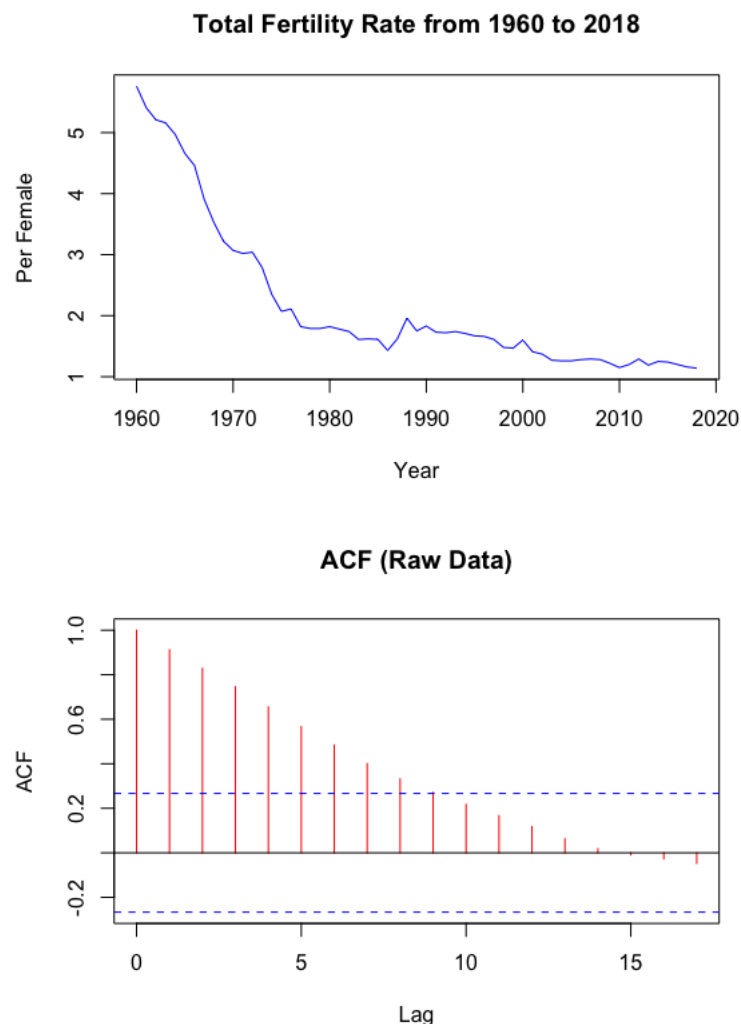 Total Fertility Rate from 1960 to 2018
Per Female
5
4
3
2
1
1960 1970 1980 1990 2000 2010 2020
Year
ACF (Raw Data)
ACF
1.0
0.6
0.2
-0.2
0 5 10 15
Lag